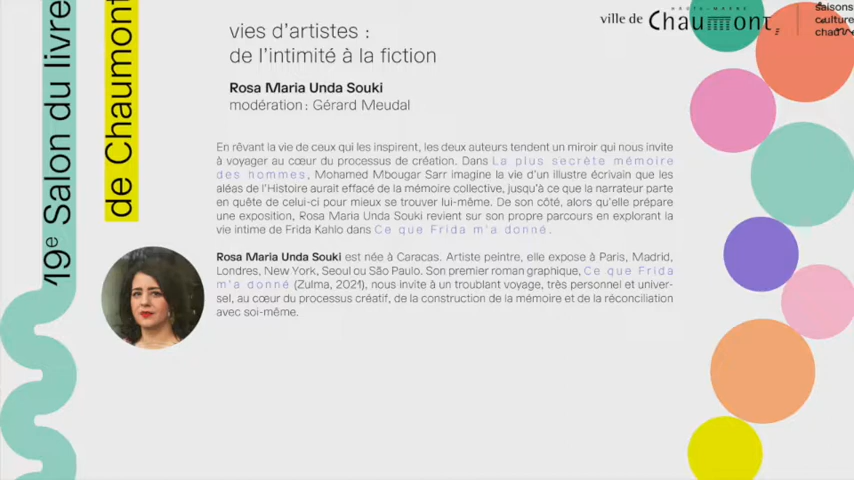 19e Salon du livre
de Chaumont
vies d'artistes :
de l'intimité à la fiction
Rosa Maria Unda Souki
modération : Gérard Meudal
En rêvant la vie de ceux qui les inspirent, les deux auteurs tendent un miroir qui nous invite
à voyager au cœur du processus de création. Dans La plus secrète mémoire
des hommes, Mohamed Mbougar Sarr imagine la vie d'un illustre écrivain que les
aléas de l'Histoire aurait effacé de la mémoire collective, jusqu'à ce que la narrateur parte
en quête de celui-ci pour mieux se trouver lui-même. De son côté, alors qu'elle prépare
une exposition, Rosa Maria Unda Souki revient sur son propre parcours en explorant la
vie intime de Frida Kahlo dans Ce que Frida m'a donné.
Rosa Maria Unda Souki est née à Caracas. Artiste peintre, elle expose à Paris, Madrid,
Londres, New York, Seoul ou São Paulo. Son premier roman graphique, Ce que Frida
m'a donné (Zulma, 2021), nous invite à un troublant voyage, très personnel et univer-
sel, au cœur du processus créatif, de la construction de la mémoire et de la réconciliation
avec soi-même.
HAUTE-MARNE
ville de Chaumont
saisons
culture